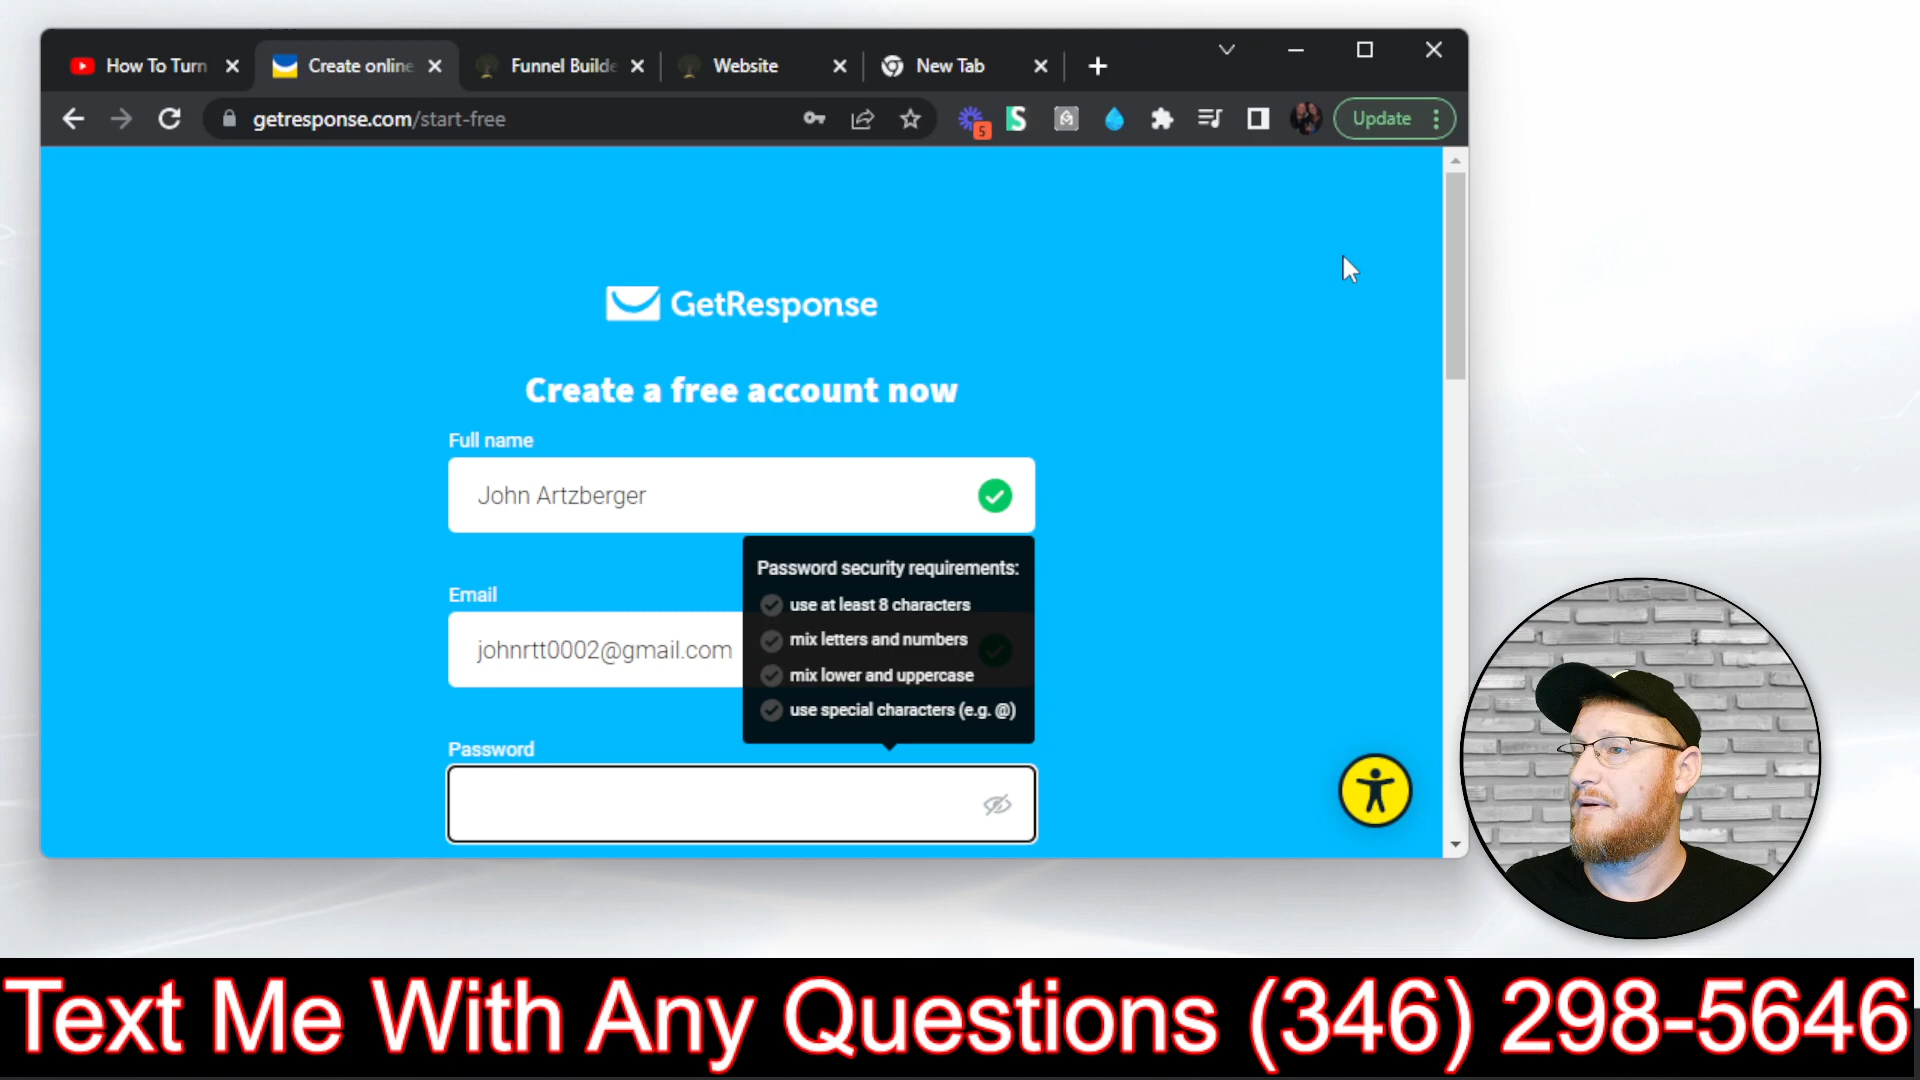 How To Turn
Create online
Funnel Builde
Website
New Tab
getresponse.com/start-free
5
Update
GetResponse
Create a free account now
Full name
John Artzberger
Password security requirements:
use at least 8 characters
mix letters and numbers
mix lower and uppercase
use special characters (e.g. @)
Email
johnrtt0002@gmail.com
Password
Text Me With Any Questions (346) 298-5646